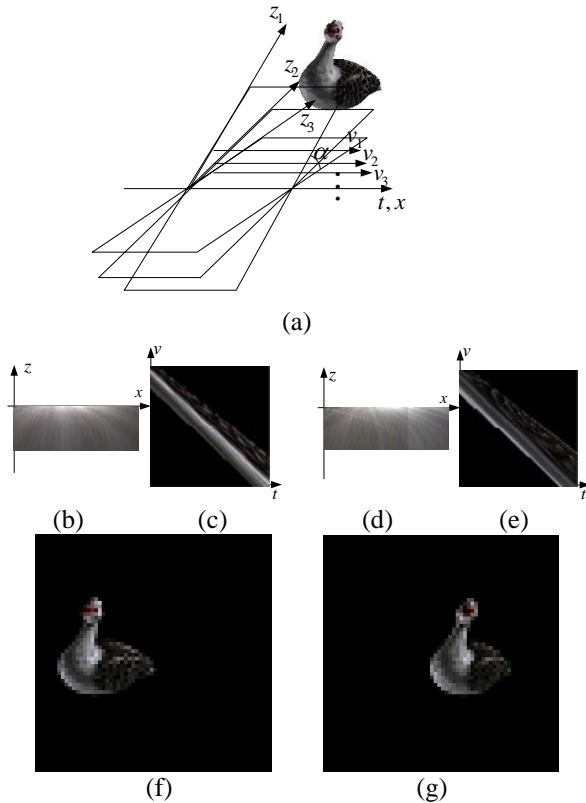 z1
z2
z3
v1
α
v2
v3
t, x
(a)
z
x
v
t
z
x
v
t
(b)
(c)
(d)
(e)
(f)
(g)